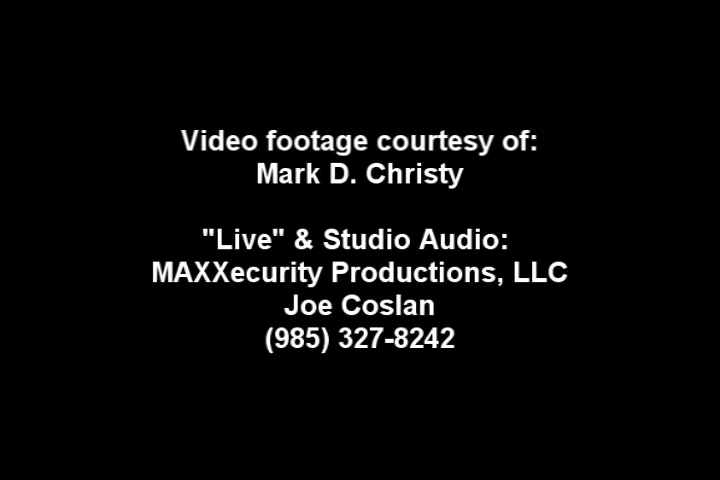 Video footage courtesy of:
Mark D. Christy
"Live" & Studio Audio:
MAXXecurity Productions, LLC
Joe Coslan
(985) 327-8242